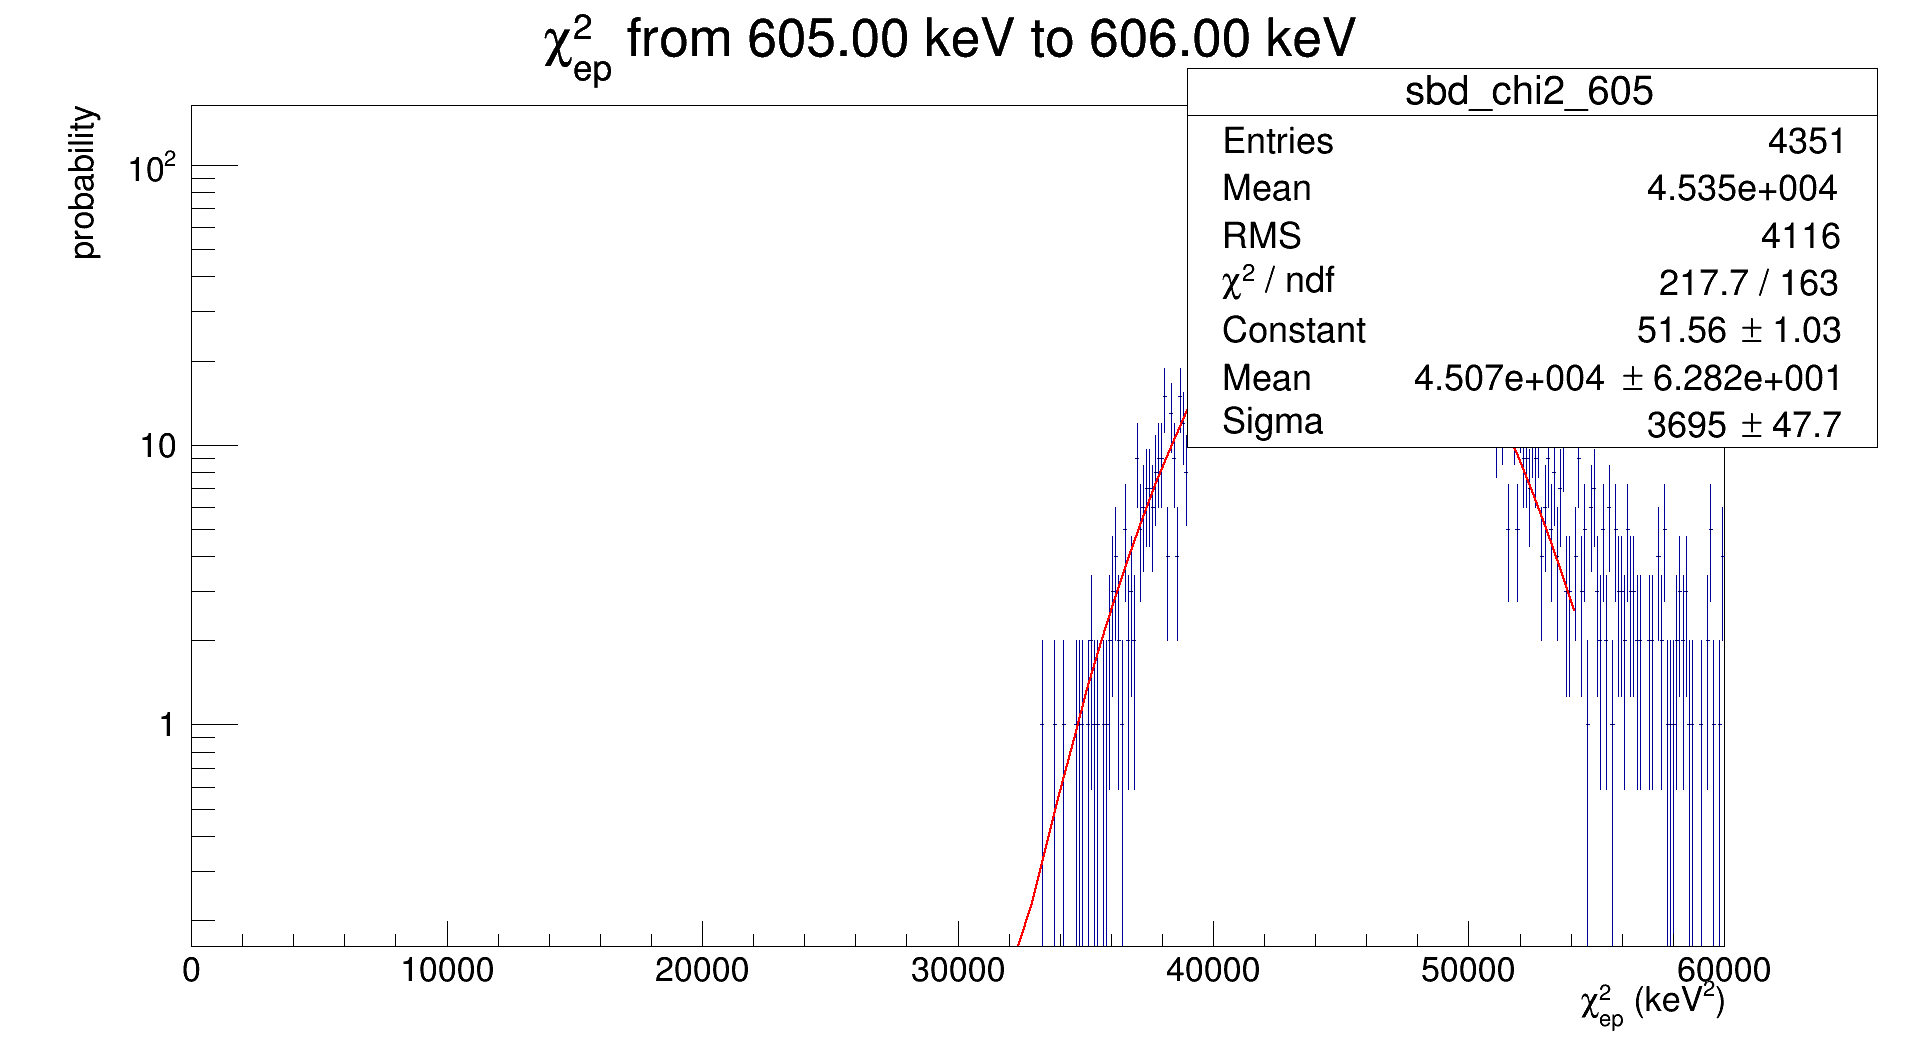 χ²ep from 605.00 keV to 606.00 keV
sbd_chi2_605
Entries 4351
Mean 4.535e+004
RMS 4116
χ² / ndf 217.7 / 163
Constant 51.56 ± 1.03
Mean 4.507e+004 ± 6.282e+001
Sigma 3695 ± 47.7
probability
10²
10
1
0 10000 20000 30000 40000 50000 60000
χ²ep (keV²)